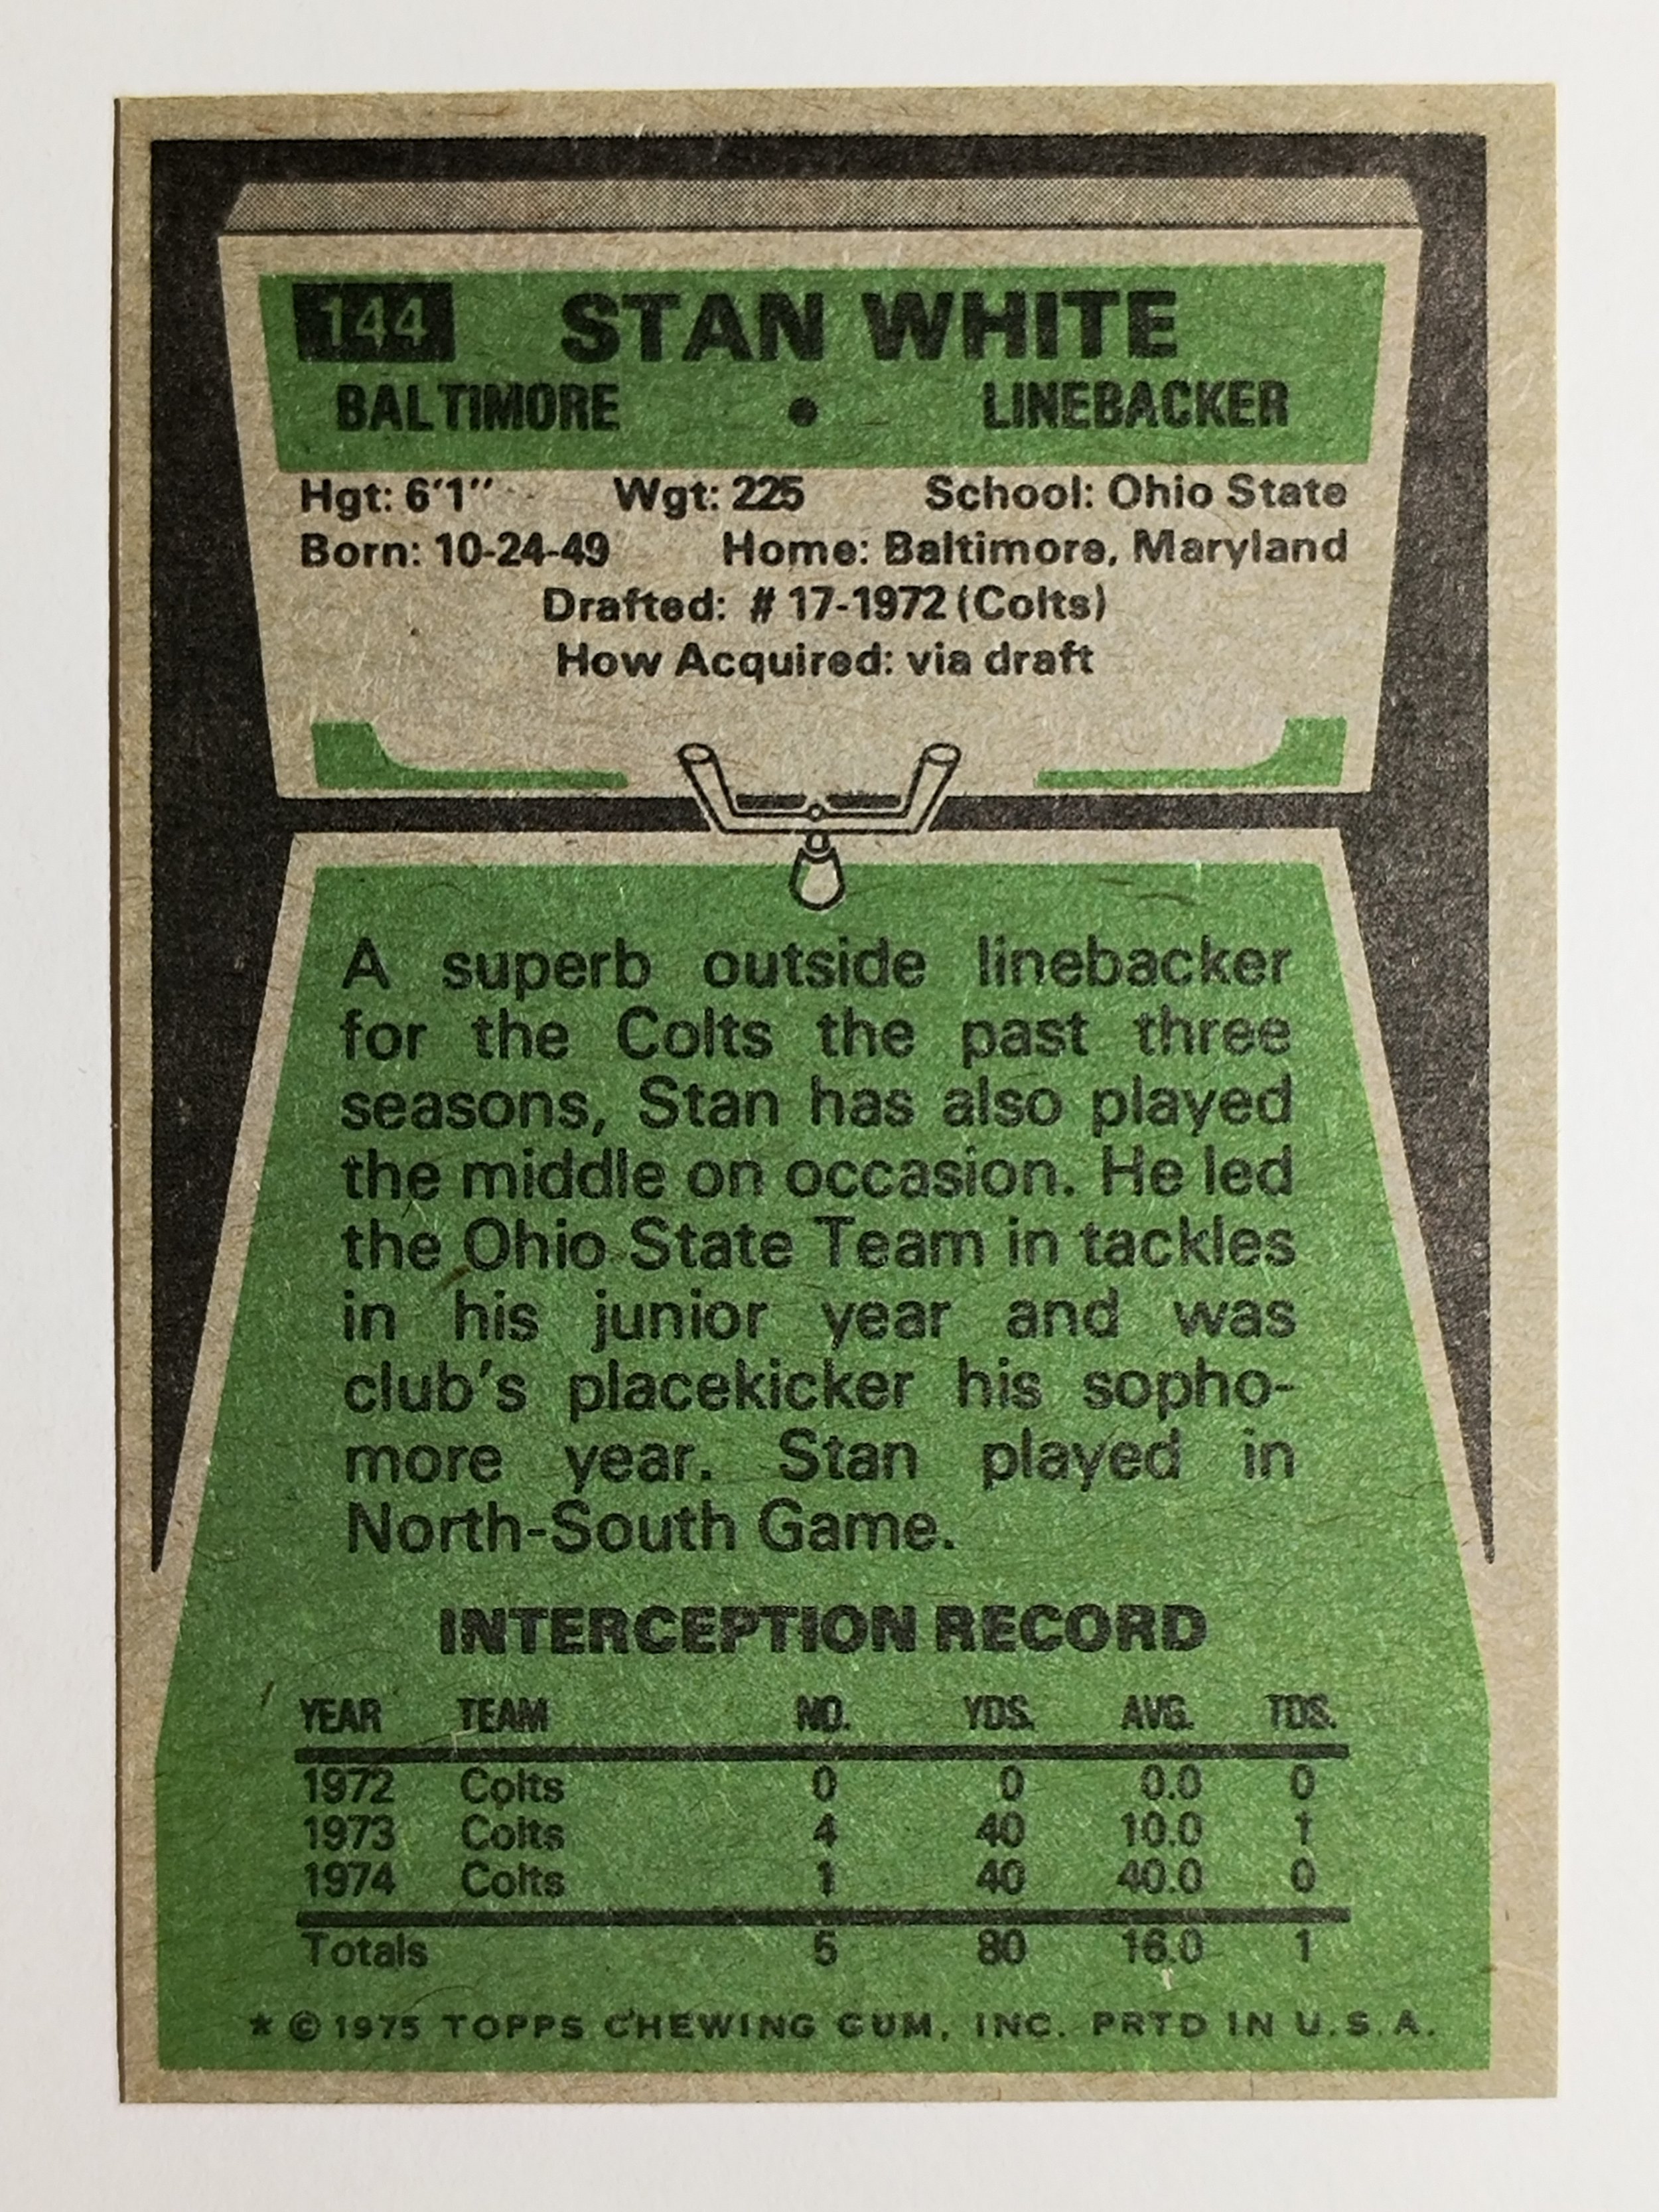 144 STAN WHITE
BALTIMORE • LINEBACKER
Hgt: 6'1" Wgt: 225 School: Ohio State
Born: 10-24-49 Home: Baltimore, Maryland
Drafted: # 17-1972 (Colts)
How Acquired: via draft
A superb outside linebacker
for the Colts the past three
seasons, Stan has also played
the middle on occasion. He led
the Ohio State Team in tackles
in his junior year and was
club's placekicker his sopho-
more year. Stan played in
North-South Game.
INTERCEPTION RECORD
YEAR TEAM NO. YDS. AVG. TDS.
1972 Colts 0 0 0.0 0
1973 Colts 4 40 10.0 1
1974 Colts 1 40 40.0 0
Totals 5 80 16.0 1
* © 1975 TOPPS CHEWING GUM, INC. PRTD IN U.S.A.